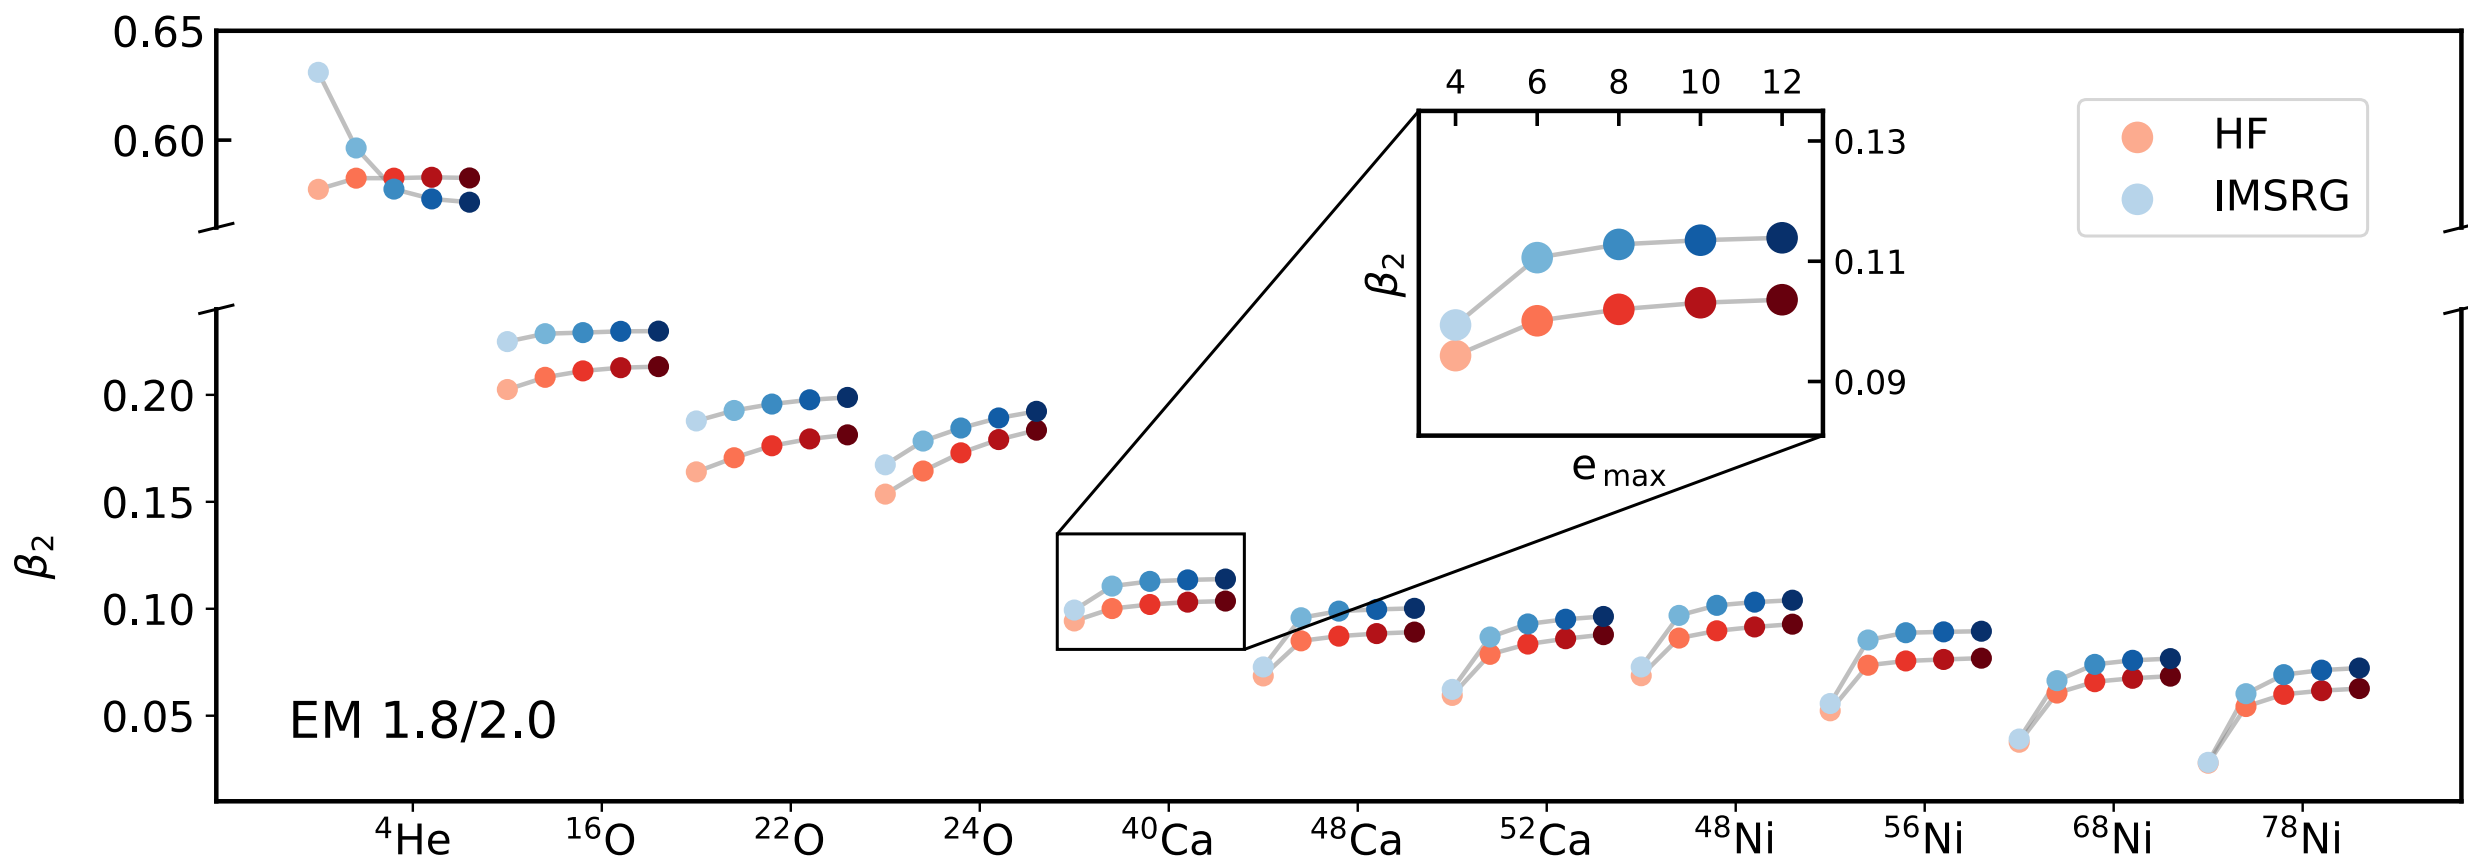 0.65
0.60
0.20
0.15
0.10
0.05
β₂
EM 1.8/2.0
4 6 8 10 12
0.13
0.11
0.09
β₂
e max
HF
IMSRG
⁴He ¹⁶O ²²O ²⁴O ⁴⁰Ca ⁴⁸Ca ⁵²Ca ⁴⁸Ni ⁵⁶Ni ⁶⁸Ni ⁷⁸Ni